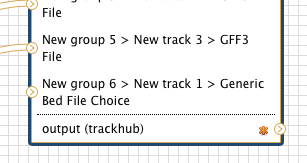 File
New group 5 > New track 3 > GFF3
File
New group 6 > New track 1 > Generic
Bed File Choice
output (trackhub)